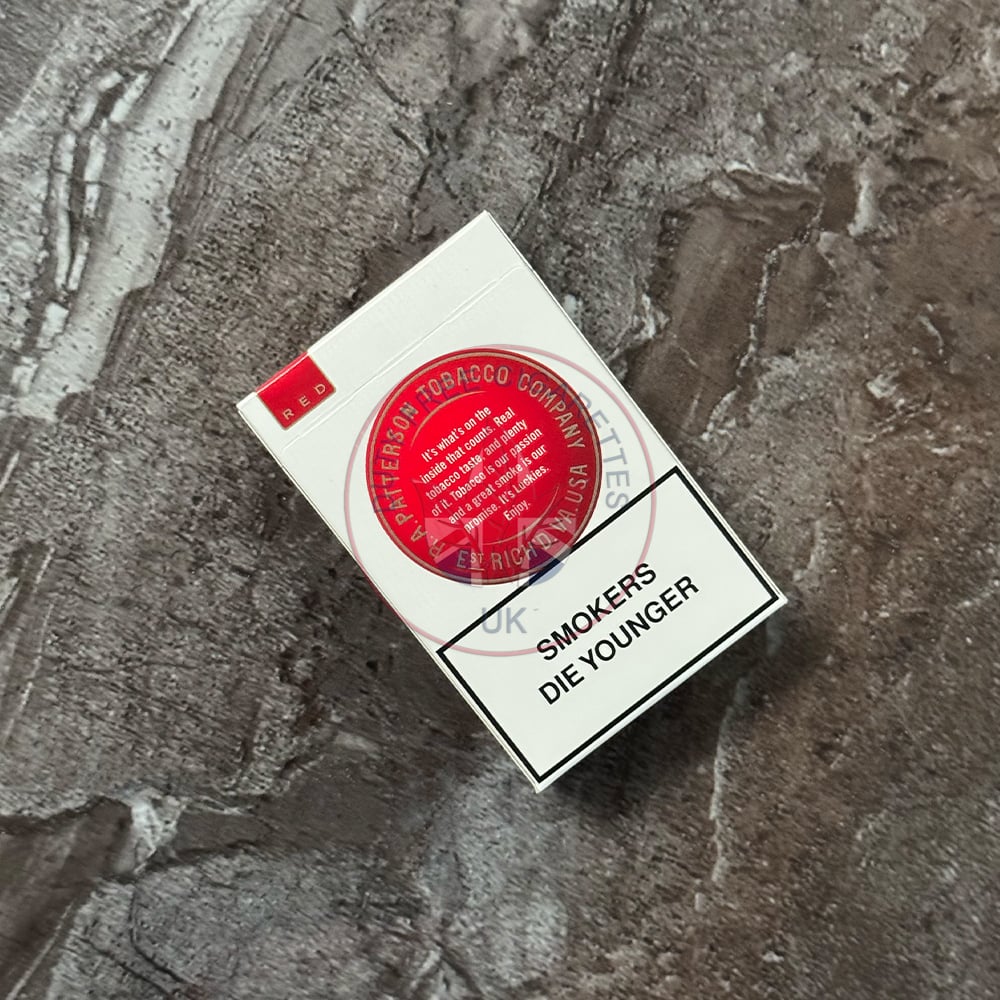 RED
R.A. PATTERSON TOBACCO COMPANY
It's what's on the
inside that counts. Real
tobacco taste, and plenty
of it. Tobacco is our passion
and a great smoke is our
promise. It's Luckies.
Enjoy.
EST RICH'D, VA. USA
SMOKERS
DIE YOUNGER
UK